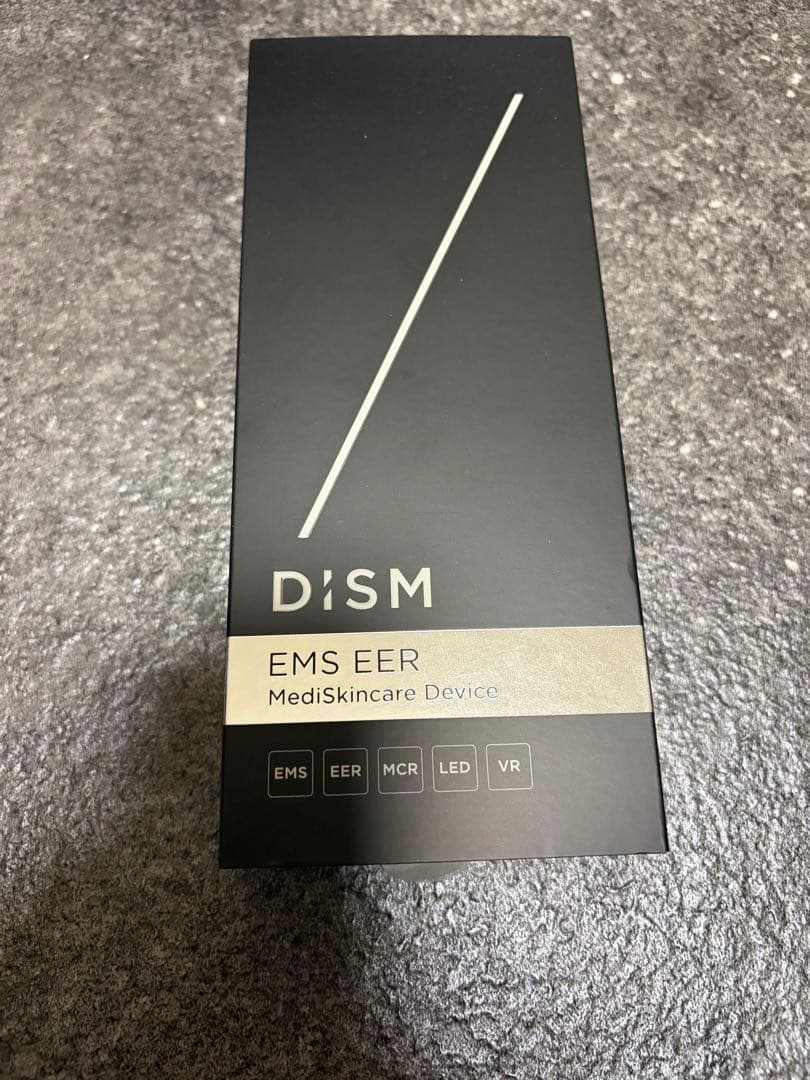 DISM
EMS EER
MediSkincare Device
EMS EER MCR LED VR